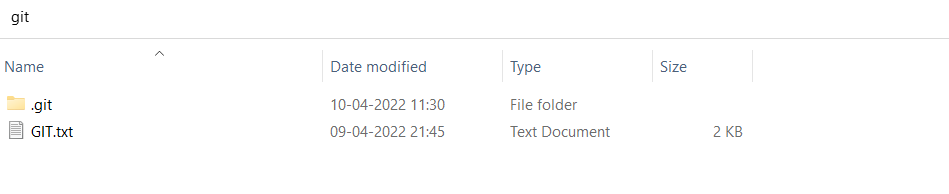 git
Name Date modified Type Size
.git 10-04-2022 11:30 File folder
GIT.txt 09-04-2022 21:45 Text Document 2 KB